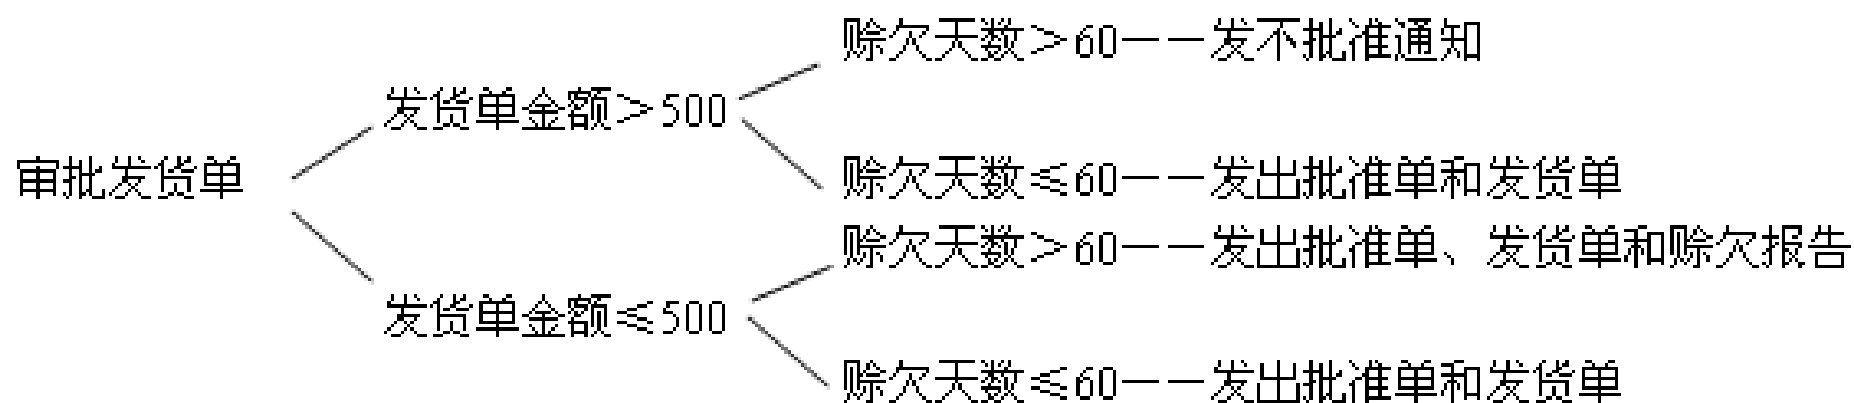 赊欠天数＞60——发不批准通知
发货单金额＞500
审批发货单
赊欠天数≤60——发出批准单和发货单
赊欠天数＞60——发出批准单、发货单和赊欠报告
发货单金额≤500
赊欠天数≤60——发出批准单和发货单